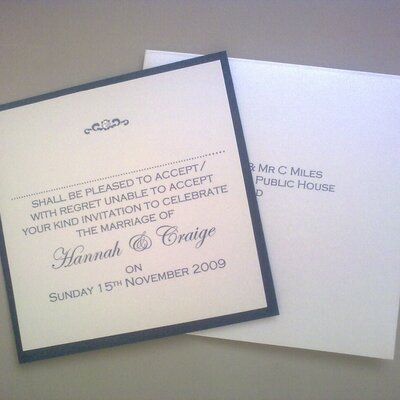 SHALL BE PLEASED TO ACCEPT/
WITH REGRET UNABLE TO ACCEPT
YOUR KIND INVITATION TO CELEBRATE
THE MARRIAGE OF
Hannah & Craige
ON
SUNDAY 15TH NOVEMBER 2009
& MR C MILES
PUBLIC HOUSE